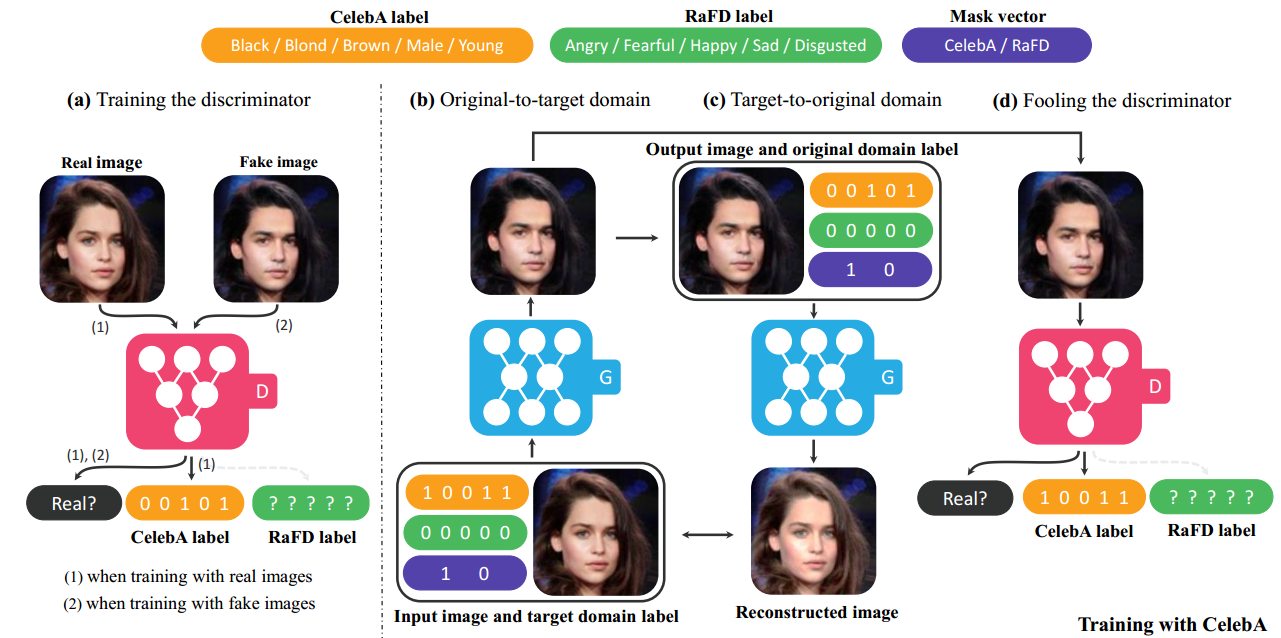 CelebA label
RaFD label
Mask vector
Black / Blond / Brown / Male / Young
Angry / Fearful / Happy / Sad / Disgusted
CelebA / RaFD
(a) Training the discriminator
(b) Original-to-target domain
(c) Target-to-original domain
(d) Fooling the discriminator
Real image
Fake image
(1)
(2)
D
(1), (2)
(1)
Real?
0 0 1 0 1
? ? ? ? ?
CelebA label
RaFD label
(1) when training with real images
(2) when training with fake images
G
1 0 0 1 1
0 0 0 0 0
1 0
Input image and target domain label
Output image and original domain label
0 0 1 0 1
0 0 0 0 0
1 0
G
Reconstructed image
D
Real?
1 0 0 1 1
? ? ? ? ?
CelebA label
RaFD label
Training with CelebA